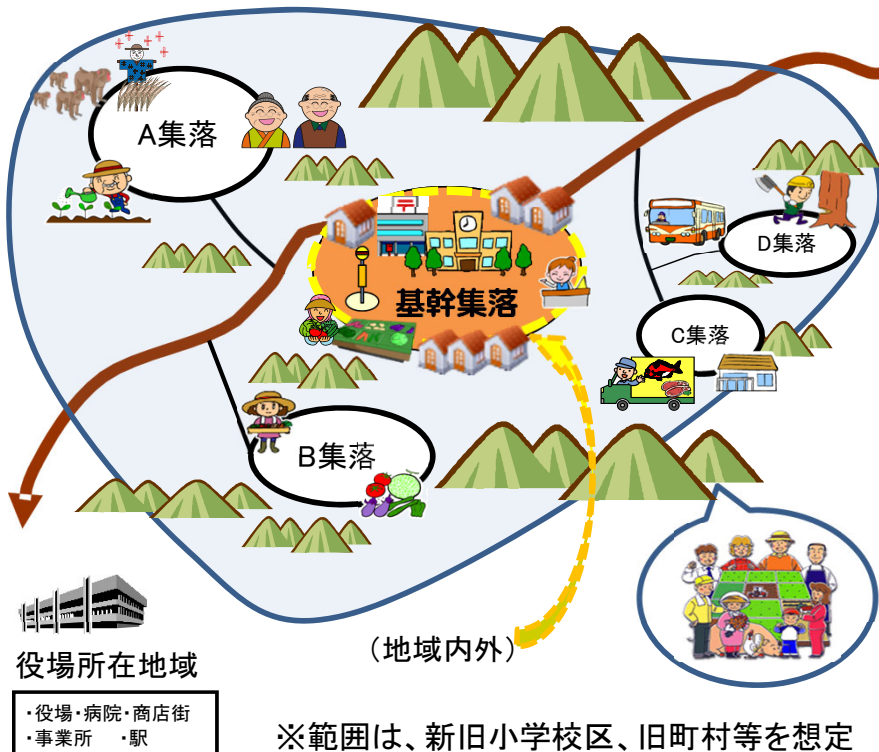 A集落
〒
基幹集落
D集落
C集落
B集落
(地域内外)
役場所在地域
・役場・病院・商店街
・事業所　・駅
※範囲は、新旧小学校区、旧町村等を想定